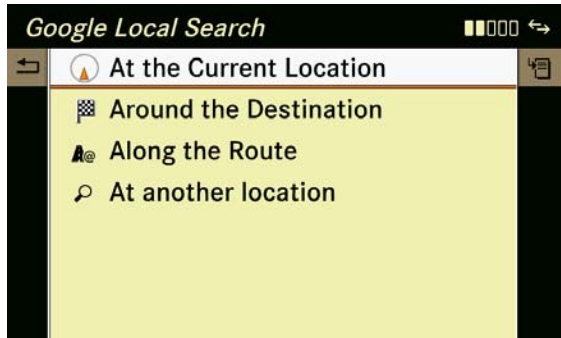 Google Local Search
At the Current Location
Around the Destination
Along the Route
At another location